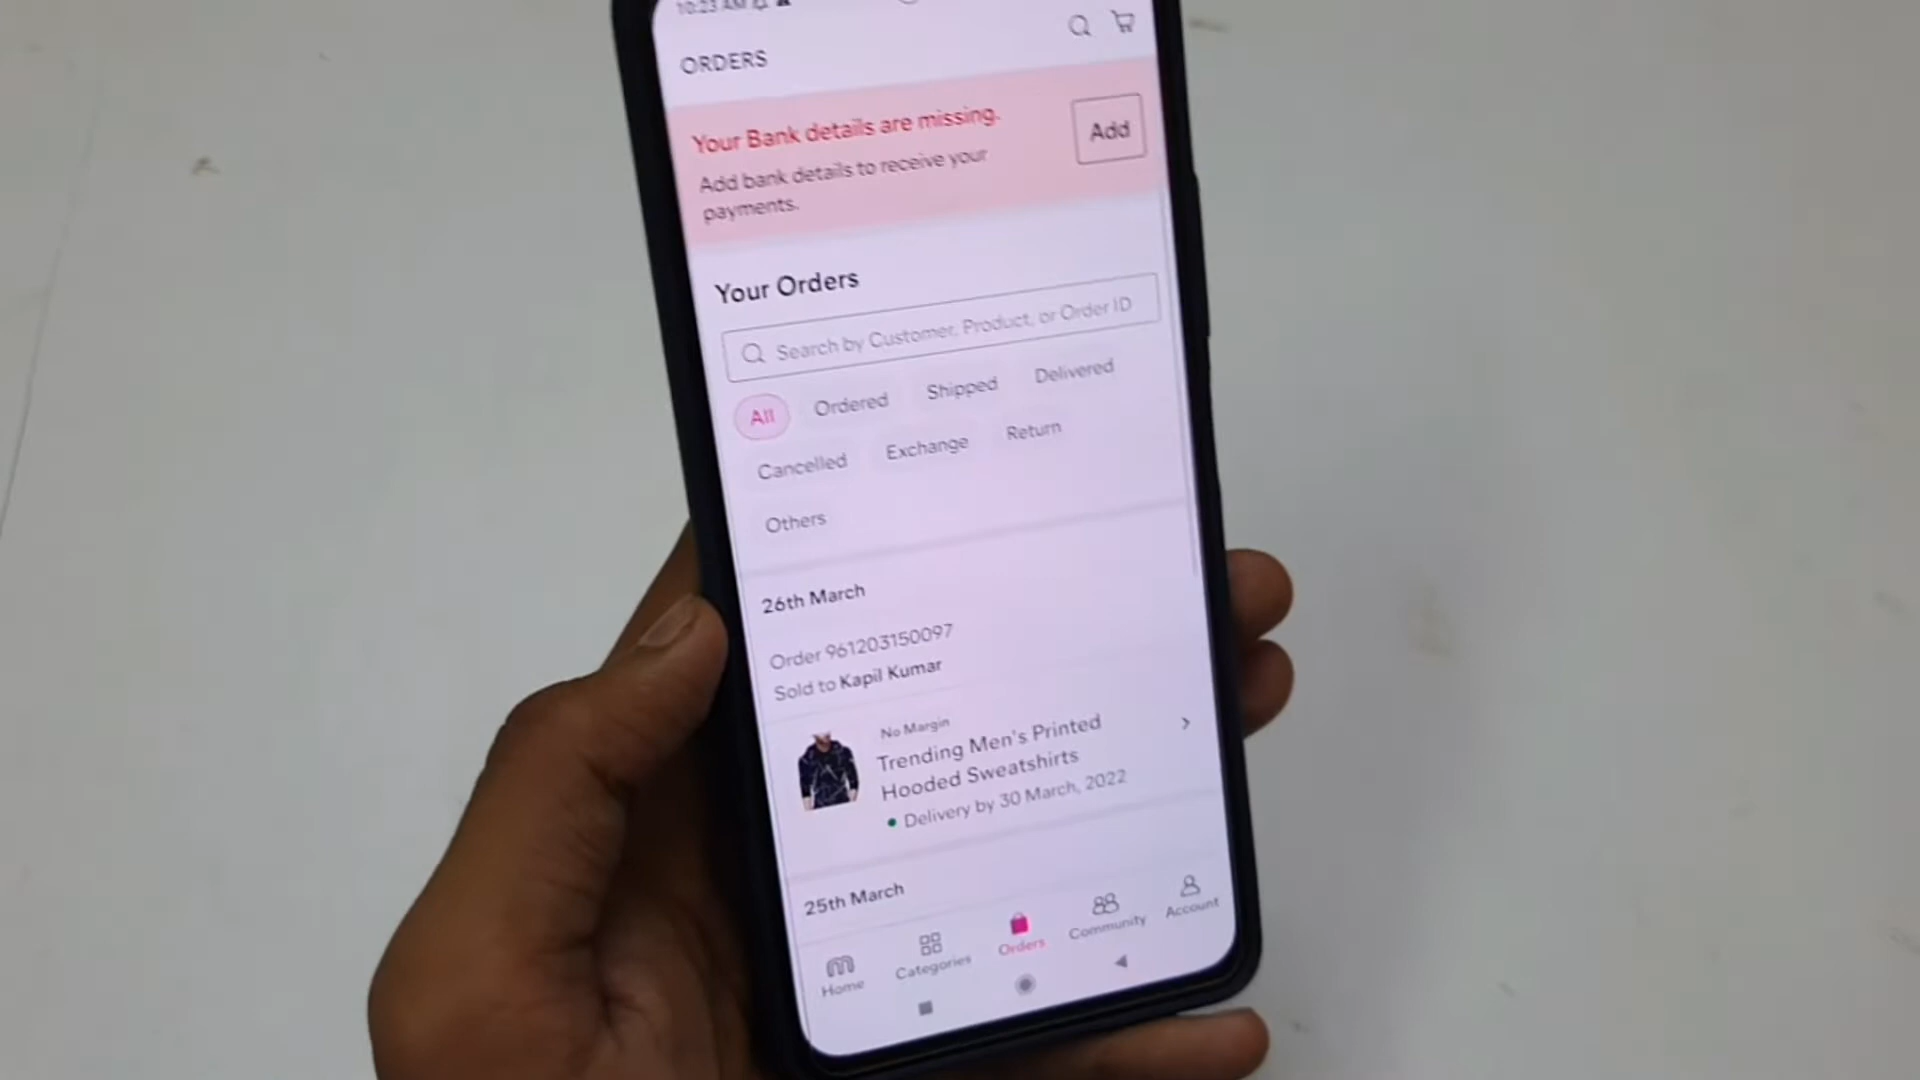 10:23 AM
ORDERS
Your Bank details are missing.
Add bank details to receive your
payments.
Add
Your Orders
Search by Customer, Product, or Order ID
All Ordered Shipped Delivered
Cancelled Exchange Return
Others
26th March
Order 961203150097
Sold to Kapil Kumar
No Margin
Trending Men's Printed
Hooded Sweatshirts
Delivery by 30 March, 2022
25th March
Home Categories Orders Community Account